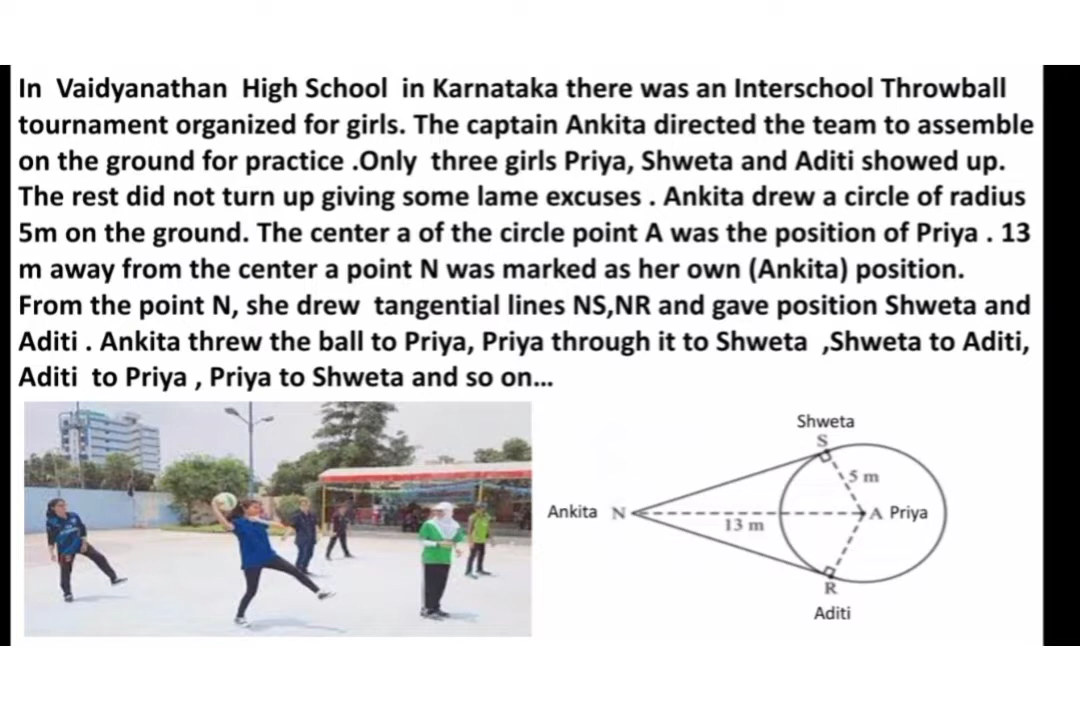 In Vaidyanathan High School in Karnataka there was an Interschool Throwball
tournament organized for girls. The captain Ankita directed the team to assemble
on the ground for practice .Only three girls Priya, Shweta and Aditi showed up.
The rest did not turn up giving some lame excuses . Ankita drew a circle of radius
5m on the ground. The center a of the circle point A was the position of Priya . 13
m away from the center a point N was marked as her own (Ankita) position.
From the point N, she drew tangential lines NS,NR and gave position Shweta and
Aditi . Ankita threw the ball to Priya, Priya through it to Shweta ,Shweta to Aditi,
Aditi to Priya , Priya to Shweta and so on...
Shweta
S
5 m
Ankita N
A Priya
13 m
R
Aditi